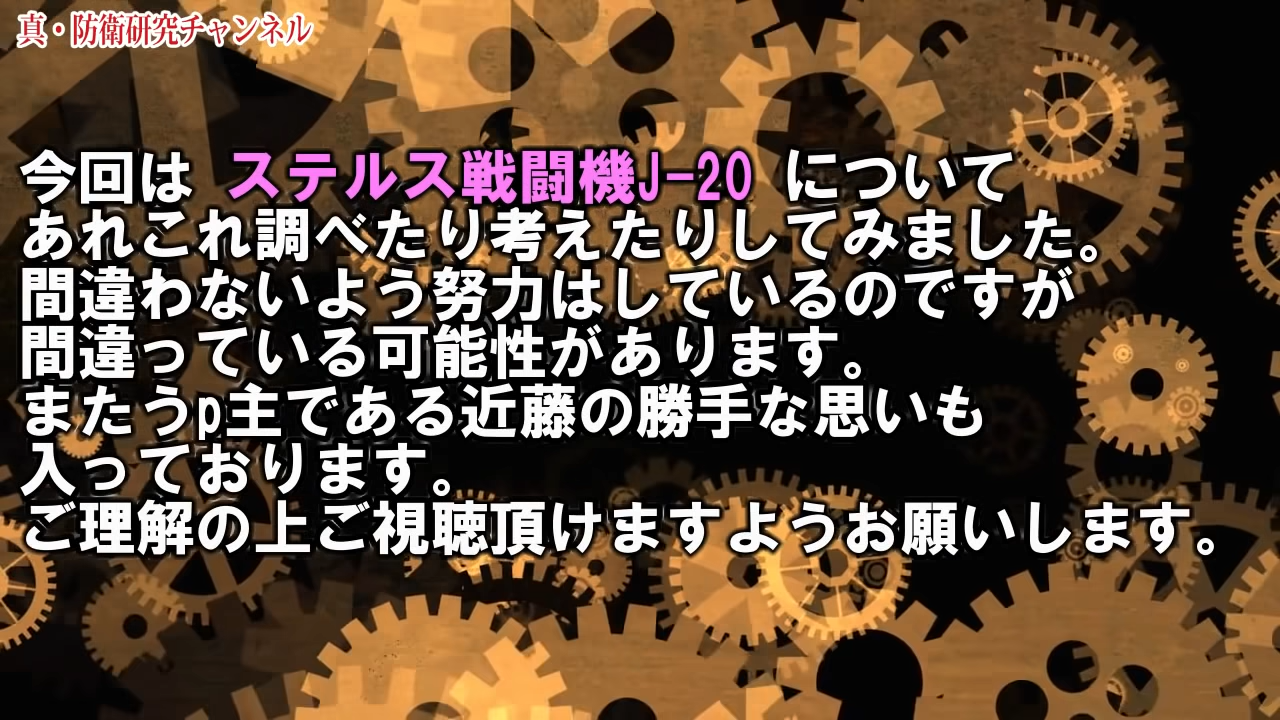 真・防衛研究チャンネル
今回は ステルス戦闘機J-20 について
あれこれ調べたり考えたりしてみました。
間違わないよう努力はしているのですが
間違っている可能性があります。
またうp主である近藤の勝手な思いも
入っております。
ご理解の上ご視聴頂けますようお願いします。